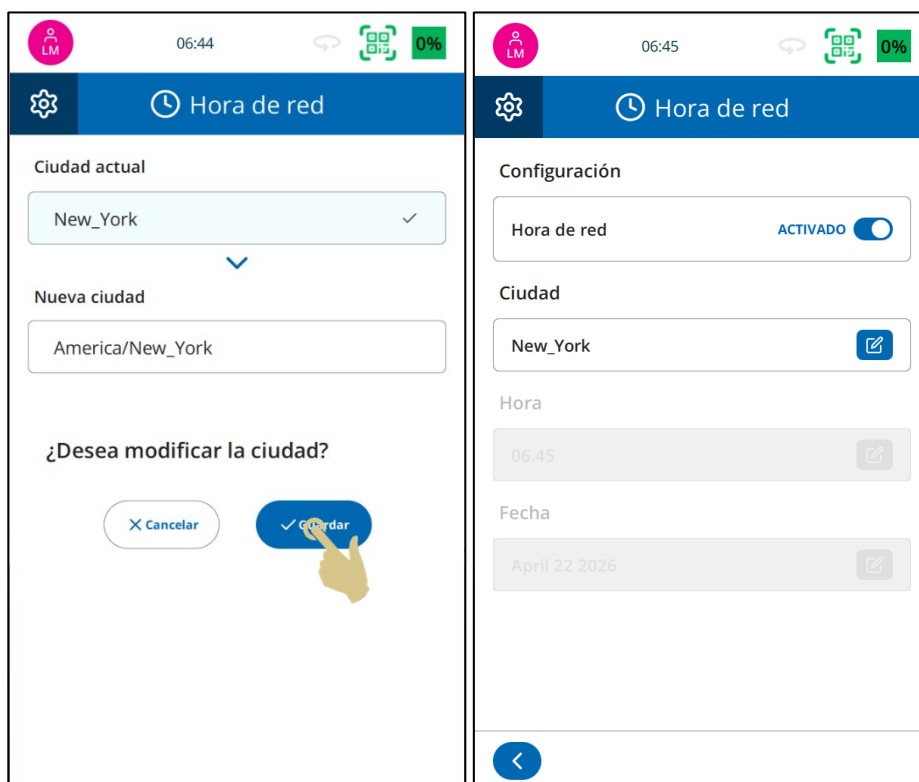 LM
06:44
0%
Hora de red
Ciudad actual
New_York
Nueva ciudad
America/New_York
¿Desea modificar la ciudad?
Cancelar
Guardar
LM
06:45
0%
Hora de red
Configuración
Hora de red
ACTIVADO
Ciudad
New_York
Hora
06.45
Fecha
April 22 2026